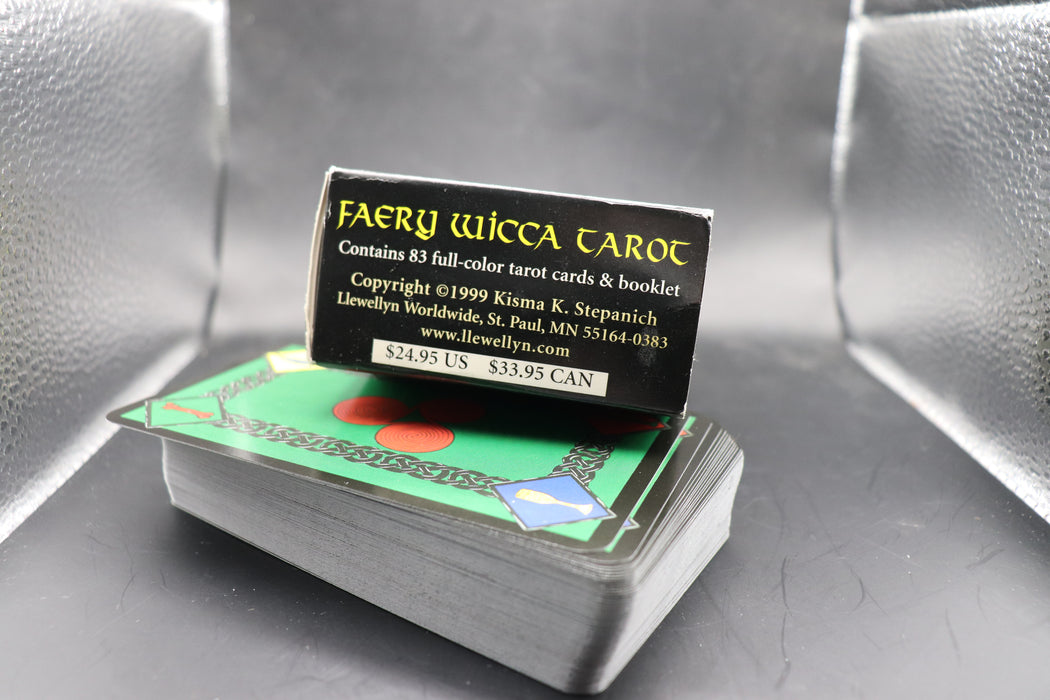 FAERY WICCA TAROT
Contains 83 full-color tarot cards & booklet
Copyright ©1999 Kisma K. Stepanich
Llewellyn Worldwide, St. Paul, MN 55164-0383
www.llewellyn.com
$24.95 US $33.95 CAN